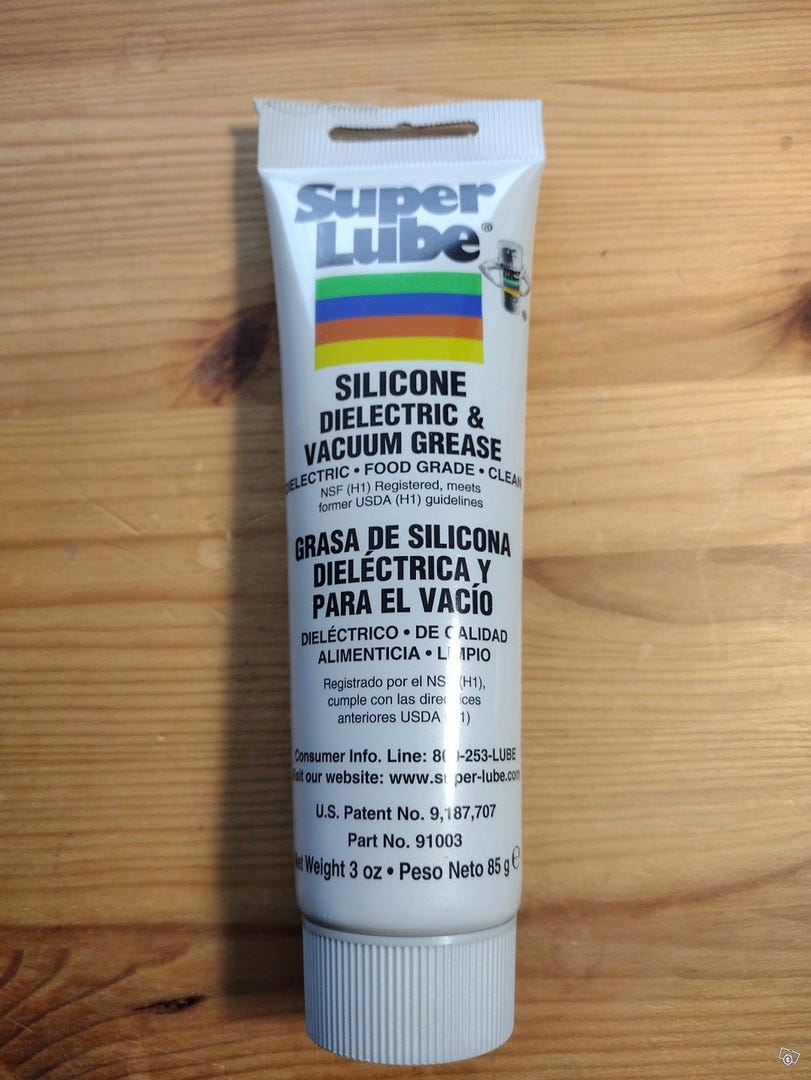 Super
Lube®
SILICONE
DIELECTRIC &
VACUUM GREASE
DIELECTRIC • FOOD GRADE • CLEAN
NSF (H1) Registered, meets
former USDA (H1) guidelines
GRASA DE SILICONA
DIELÉCTRICA Y
PARA EL VACÍO
DIELÉCTRICO • DE CALIDAD
ALIMENTICIA • LIMPIO
Registrado por el NSF (H1),
cumple con las directrices
anteriores USDA (H1)
Consumer Info. Line: 800-253-LUBE
Visit our website: www.super-lube.com
U.S. Patent No. 9,187,707
Part No. 91003
Net Weight 3 oz • Peso Neto 85 g ℮